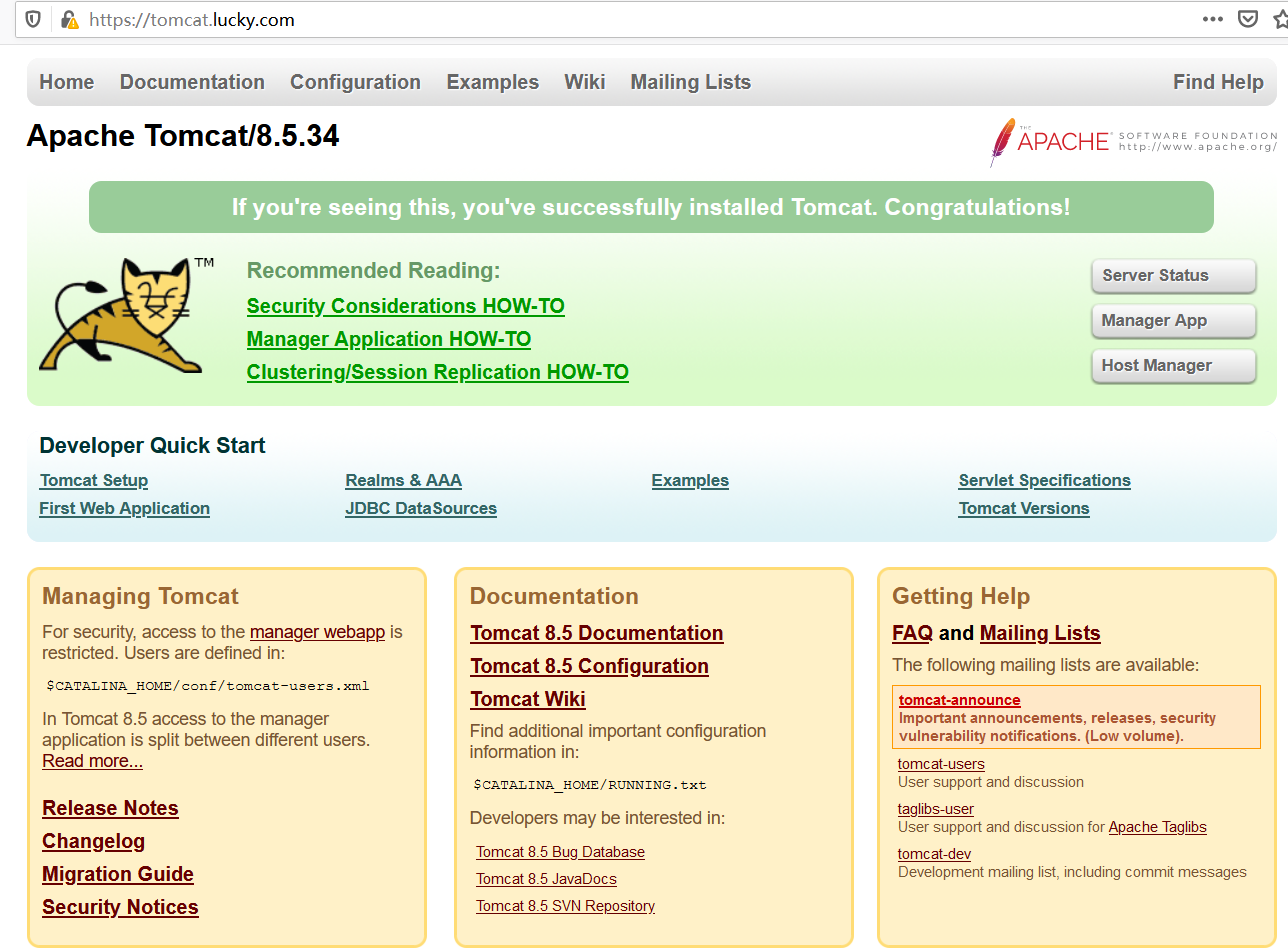 https://tomcat.lucky.com
Home Documentation Configuration Examples Wiki Mailing Lists Find Help
Apache Tomcat/8.5.34
THE APACHE® SOFTWARE FOUNDATION
http://www.apache.org/
If you're seeing this, you've successfully installed Tomcat. Congratulations!
TM
Recommended Reading:
Security Considerations HOW-TO
Manager Application HOW-TO
Clustering/Session Replication HOW-TO
Server Status
Manager App
Host Manager
Developer Quick Start
Tomcat Setup
First Web Application
Realms & AAA
JDBC DataSources
Examples
Servlet Specifications
Tomcat Versions
Managing Tomcat
For security, access to the manager webapp is
restricted. Users are defined in:
$CATALINA_HOME/conf/tomcat-users.xml
In Tomcat 8.5 access to the manager
application is split between different users.
Read more...
Release Notes
Changelog
Migration Guide
Security Notices
Documentation
Tomcat 8.5 Documentation
Tomcat 8.5 Configuration
Tomcat Wiki
Find additional important configuration
information in:
$CATALINA_HOME/RUNNING.txt
Developers may be interested in:
Tomcat 8.5 Bug Database
Tomcat 8.5 JavaDocs
Tomcat 8.5 SVN Repository
Getting Help
FAQ and Mailing Lists
The following mailing lists are available:
tomcat-announce
Important announcements, releases, security
vulnerability notifications. (Low volume).
tomcat-users
User support and discussion
taglibs-user
User support and discussion for Apache Taglibs
tomcat-dev
Development mailing list, including commit messages